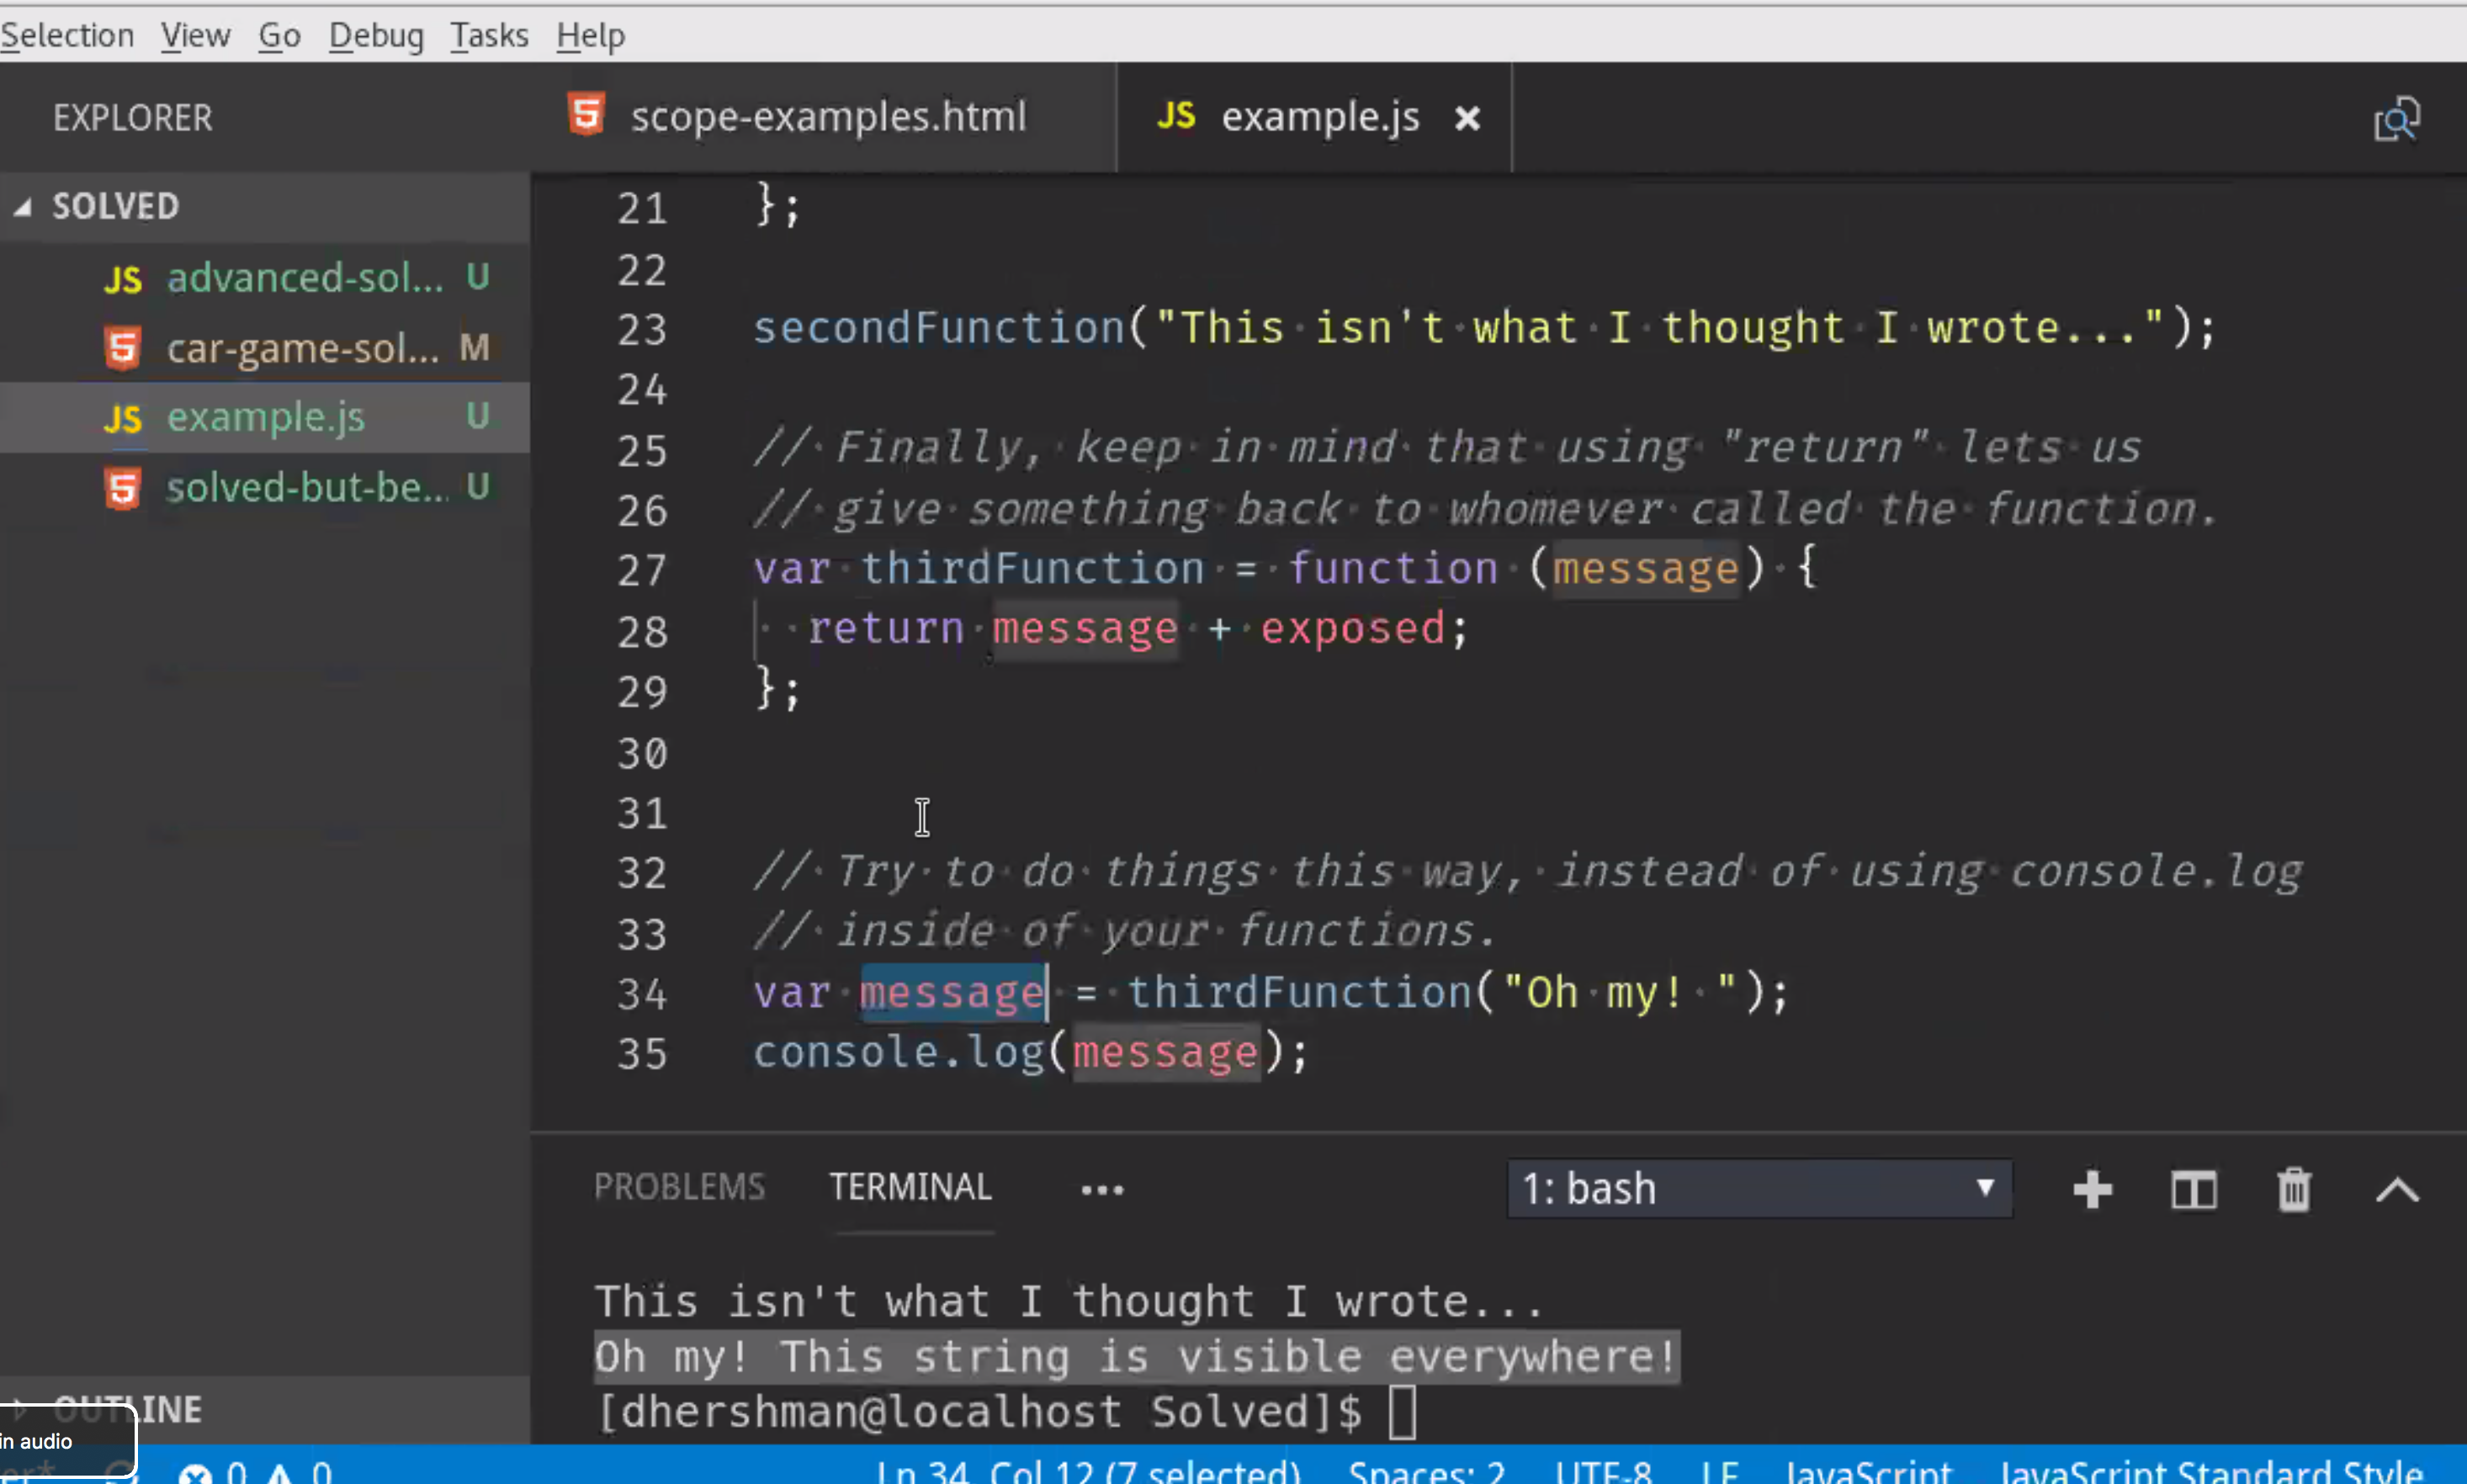 Selection View Go Debug Tasks Help
EXPLORER
scope-examples.html
JS example.js ×
SOLVED
JS advanced-sol... U
5 car-game-sol... M
JS example.js U
5 solved-but-be... U
21 };
22
23 secondFunction("This isn't what I thought I wrote...");
24
25 // Finally, keep in mind that using "return" lets us
26 // give something back to whomever called the function.
27 var thirdFunction = function (message) {
28 return message + exposed;
29 };
30
31
32 // Try to do things this way, instead of using console.log
33 // inside of your functions.
34 var message = thirdFunction("Oh my! ");
35 console.log(message);
PROBLEMS TERMINAL ... 1: bash
This isn't what I thought I wrote...
Oh my! This string is visible everywhere!
[dhershman@localhost Solved]$
OUTLINE
in audio
0 0 Ln 34, Col 12 (7 selected) Spaces: 2 UTF-8 LF JavaScript JavaScript Standard Style